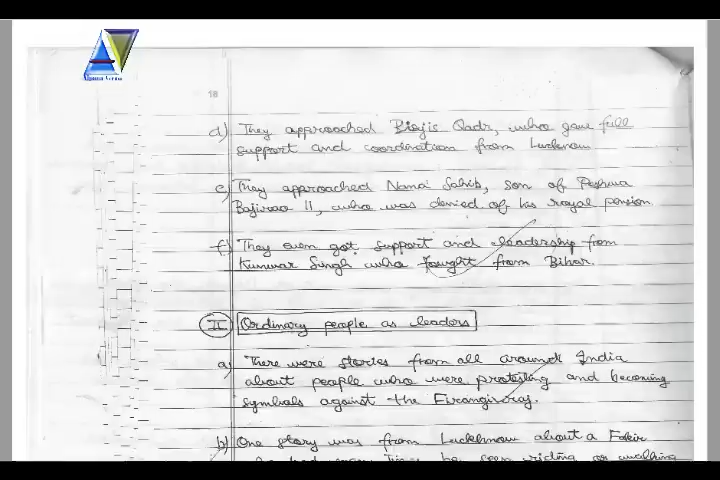 18
d) They approached Birjis Qadr, who gave full
support and coordination from Lucknow
e) They approached Nana Sahib, son of Peshwa
Bajirao II, who was denied of his royal pension
f) They even got support and leadership from
Kunwar Singh who fought from Bihar.
II Ordinary people as leaders
a) There were stories from all around India
about people who were protesting and becoming
symbols against the Firangi raj.
b) One story was from Lucknow about a Fakir